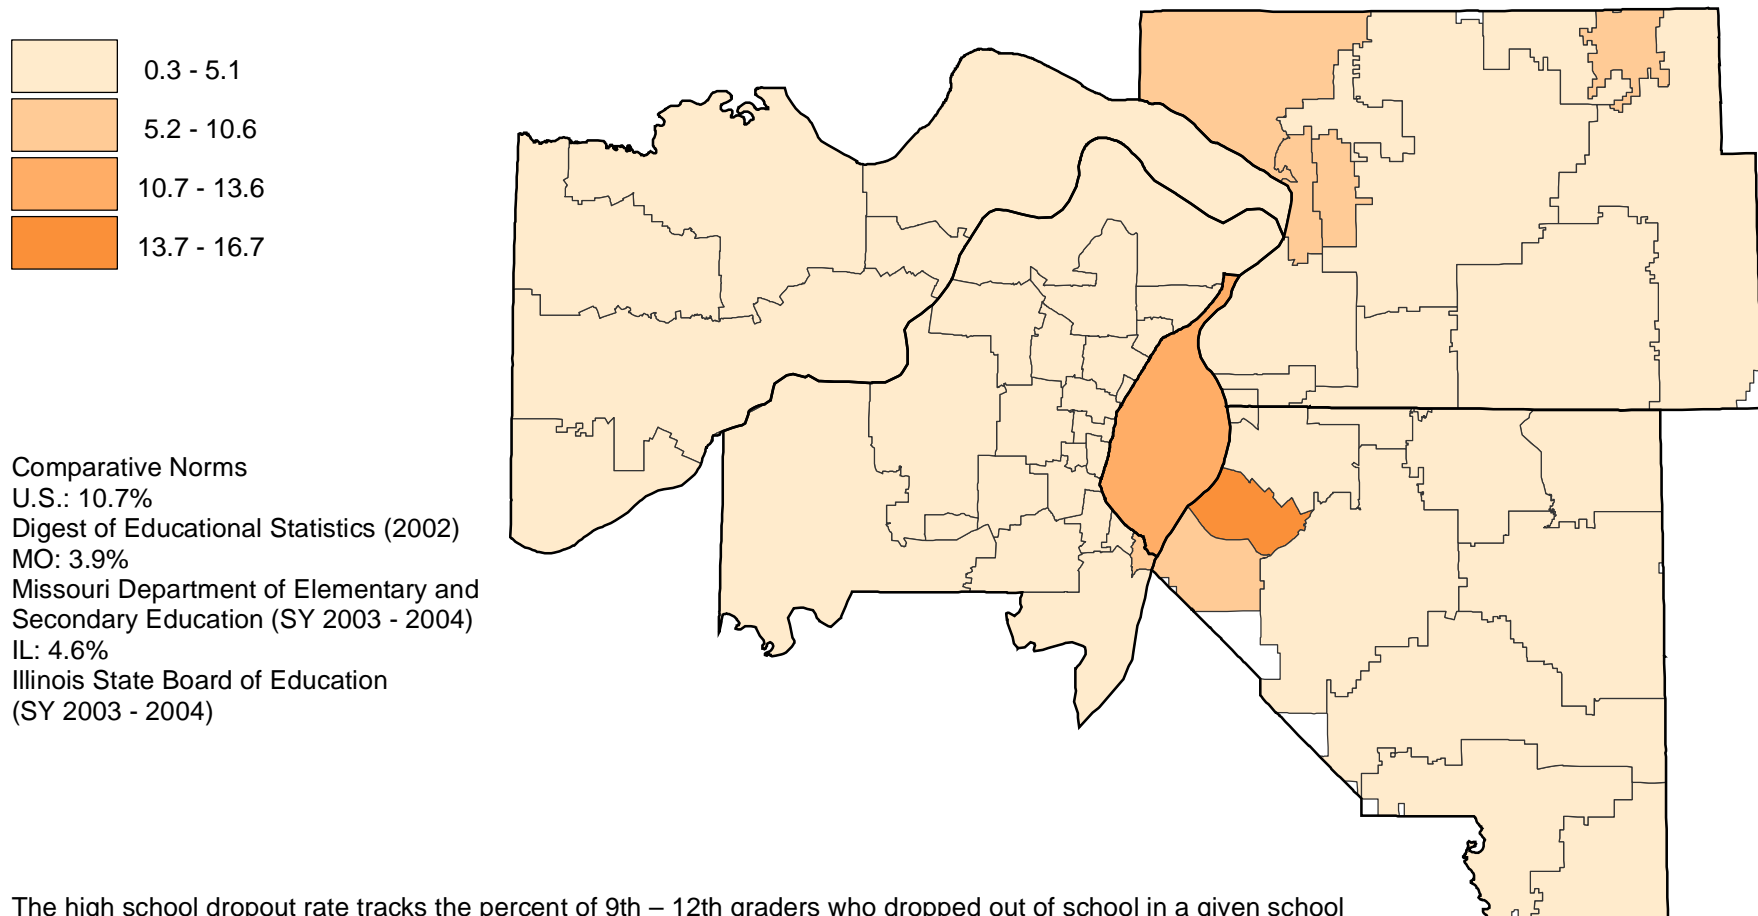 0.3 - 5.1
5.2 - 10.6
10.7 - 13.6
13.7 - 16.7
Comparative Norms
U.S.: 10.7%
Digest of Educational Statistics (2002)
MO: 3.9%
Missouri Department of Elementary and
Secondary Education (SY 2003 - 2004)
IL: 4.6%
Illinois State Board of Education
(SY 2003 - 2004)
The high school dropout rate tracks the percent of 9th – 12th graders who dropped out of school in a given school